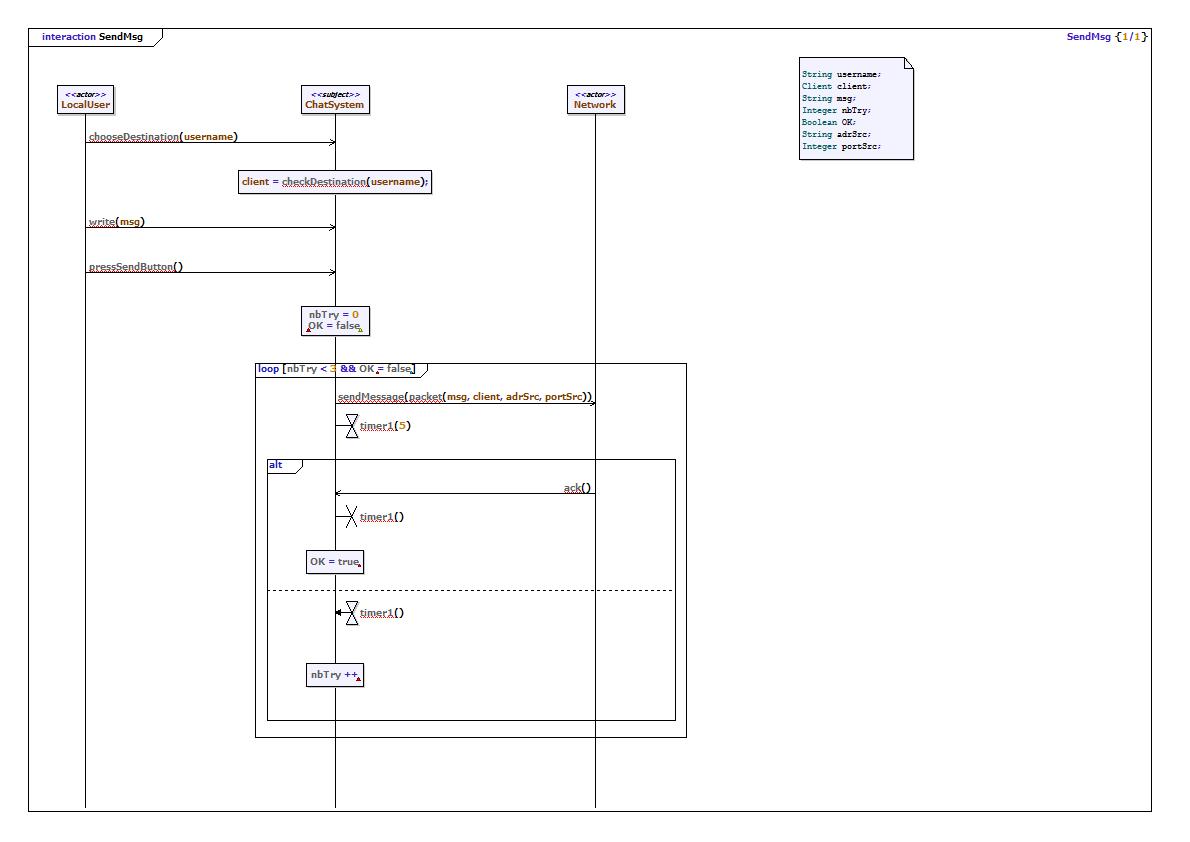 interaction SendMsg
SendMsg {1/1}
String username;
Client client;
String msg;
Integer nbTry;
Boolean OK;
String adrSrc;
Integer portSrc;
<<actor>>
LocalUser
<<subject>>
ChatSystem
<<actor>>
Network
chooseDestination(username)
client = checkDestination(username);
write(msg)
pressSendButton()
nbTry = 0
OK = false
loop [nbTry < 3 && OK = false]
sendMessage(packet(msg, client, adrSrc, portSrc))
timer1(5)
alt
ack()
timer1()
OK = true
timer1()
nbTry ++